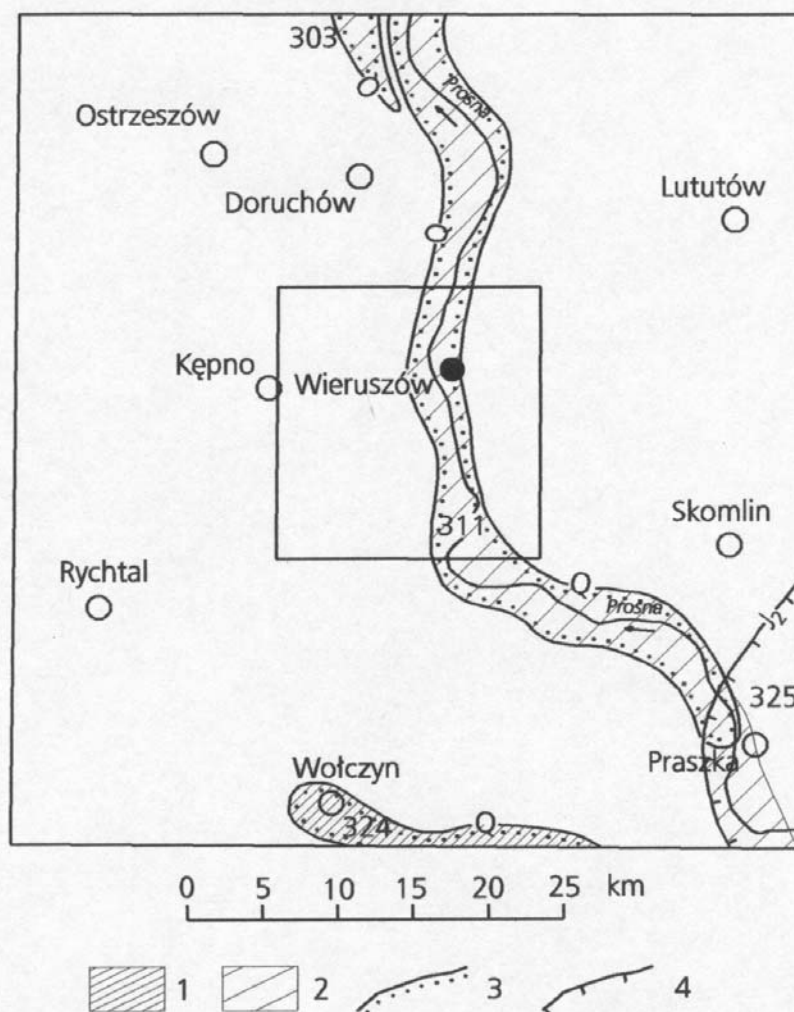 303
Prosna
Ostrzeszów
Doruchów
Lututów
Kępno
Wieruszów
311
Skomlin
Q
Rychtal
Prosna
J2
325
Praszka
Wołczyn
324
Q
0 5 10 15 20 25 km
1 2 3 4